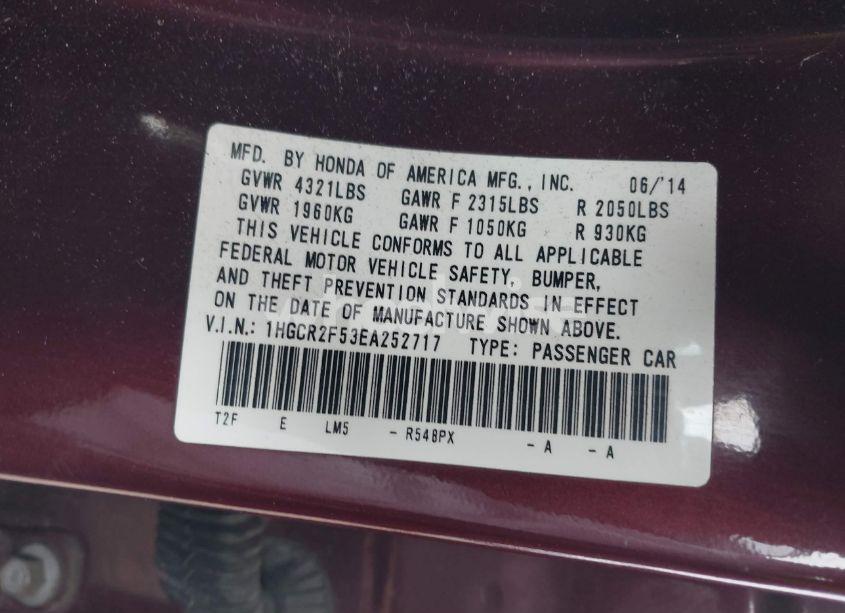 MFD. BY HONDA OF AMERICA MFG., INC. 06/'14
GVWR 4321LBS GAWR F 2315LBS R 2050LBS
GVWR 1960KG GAWR F 1050KG R 930KG
THIS VEHICLE CONFORMS TO ALL APPLICABLE
FEDERAL MOTOR VEHICLE SAFETY, BUMPER,
AND THEFT PREVENTION STANDARDS IN EFFECT
ON THE DATE OF MANUFACTURE SHOWN ABOVE.
V.I.N.: 1HGCR2F53EA252717 TYPE: PASSENGER CAR
T2F E LM5 - R548PX - A - A